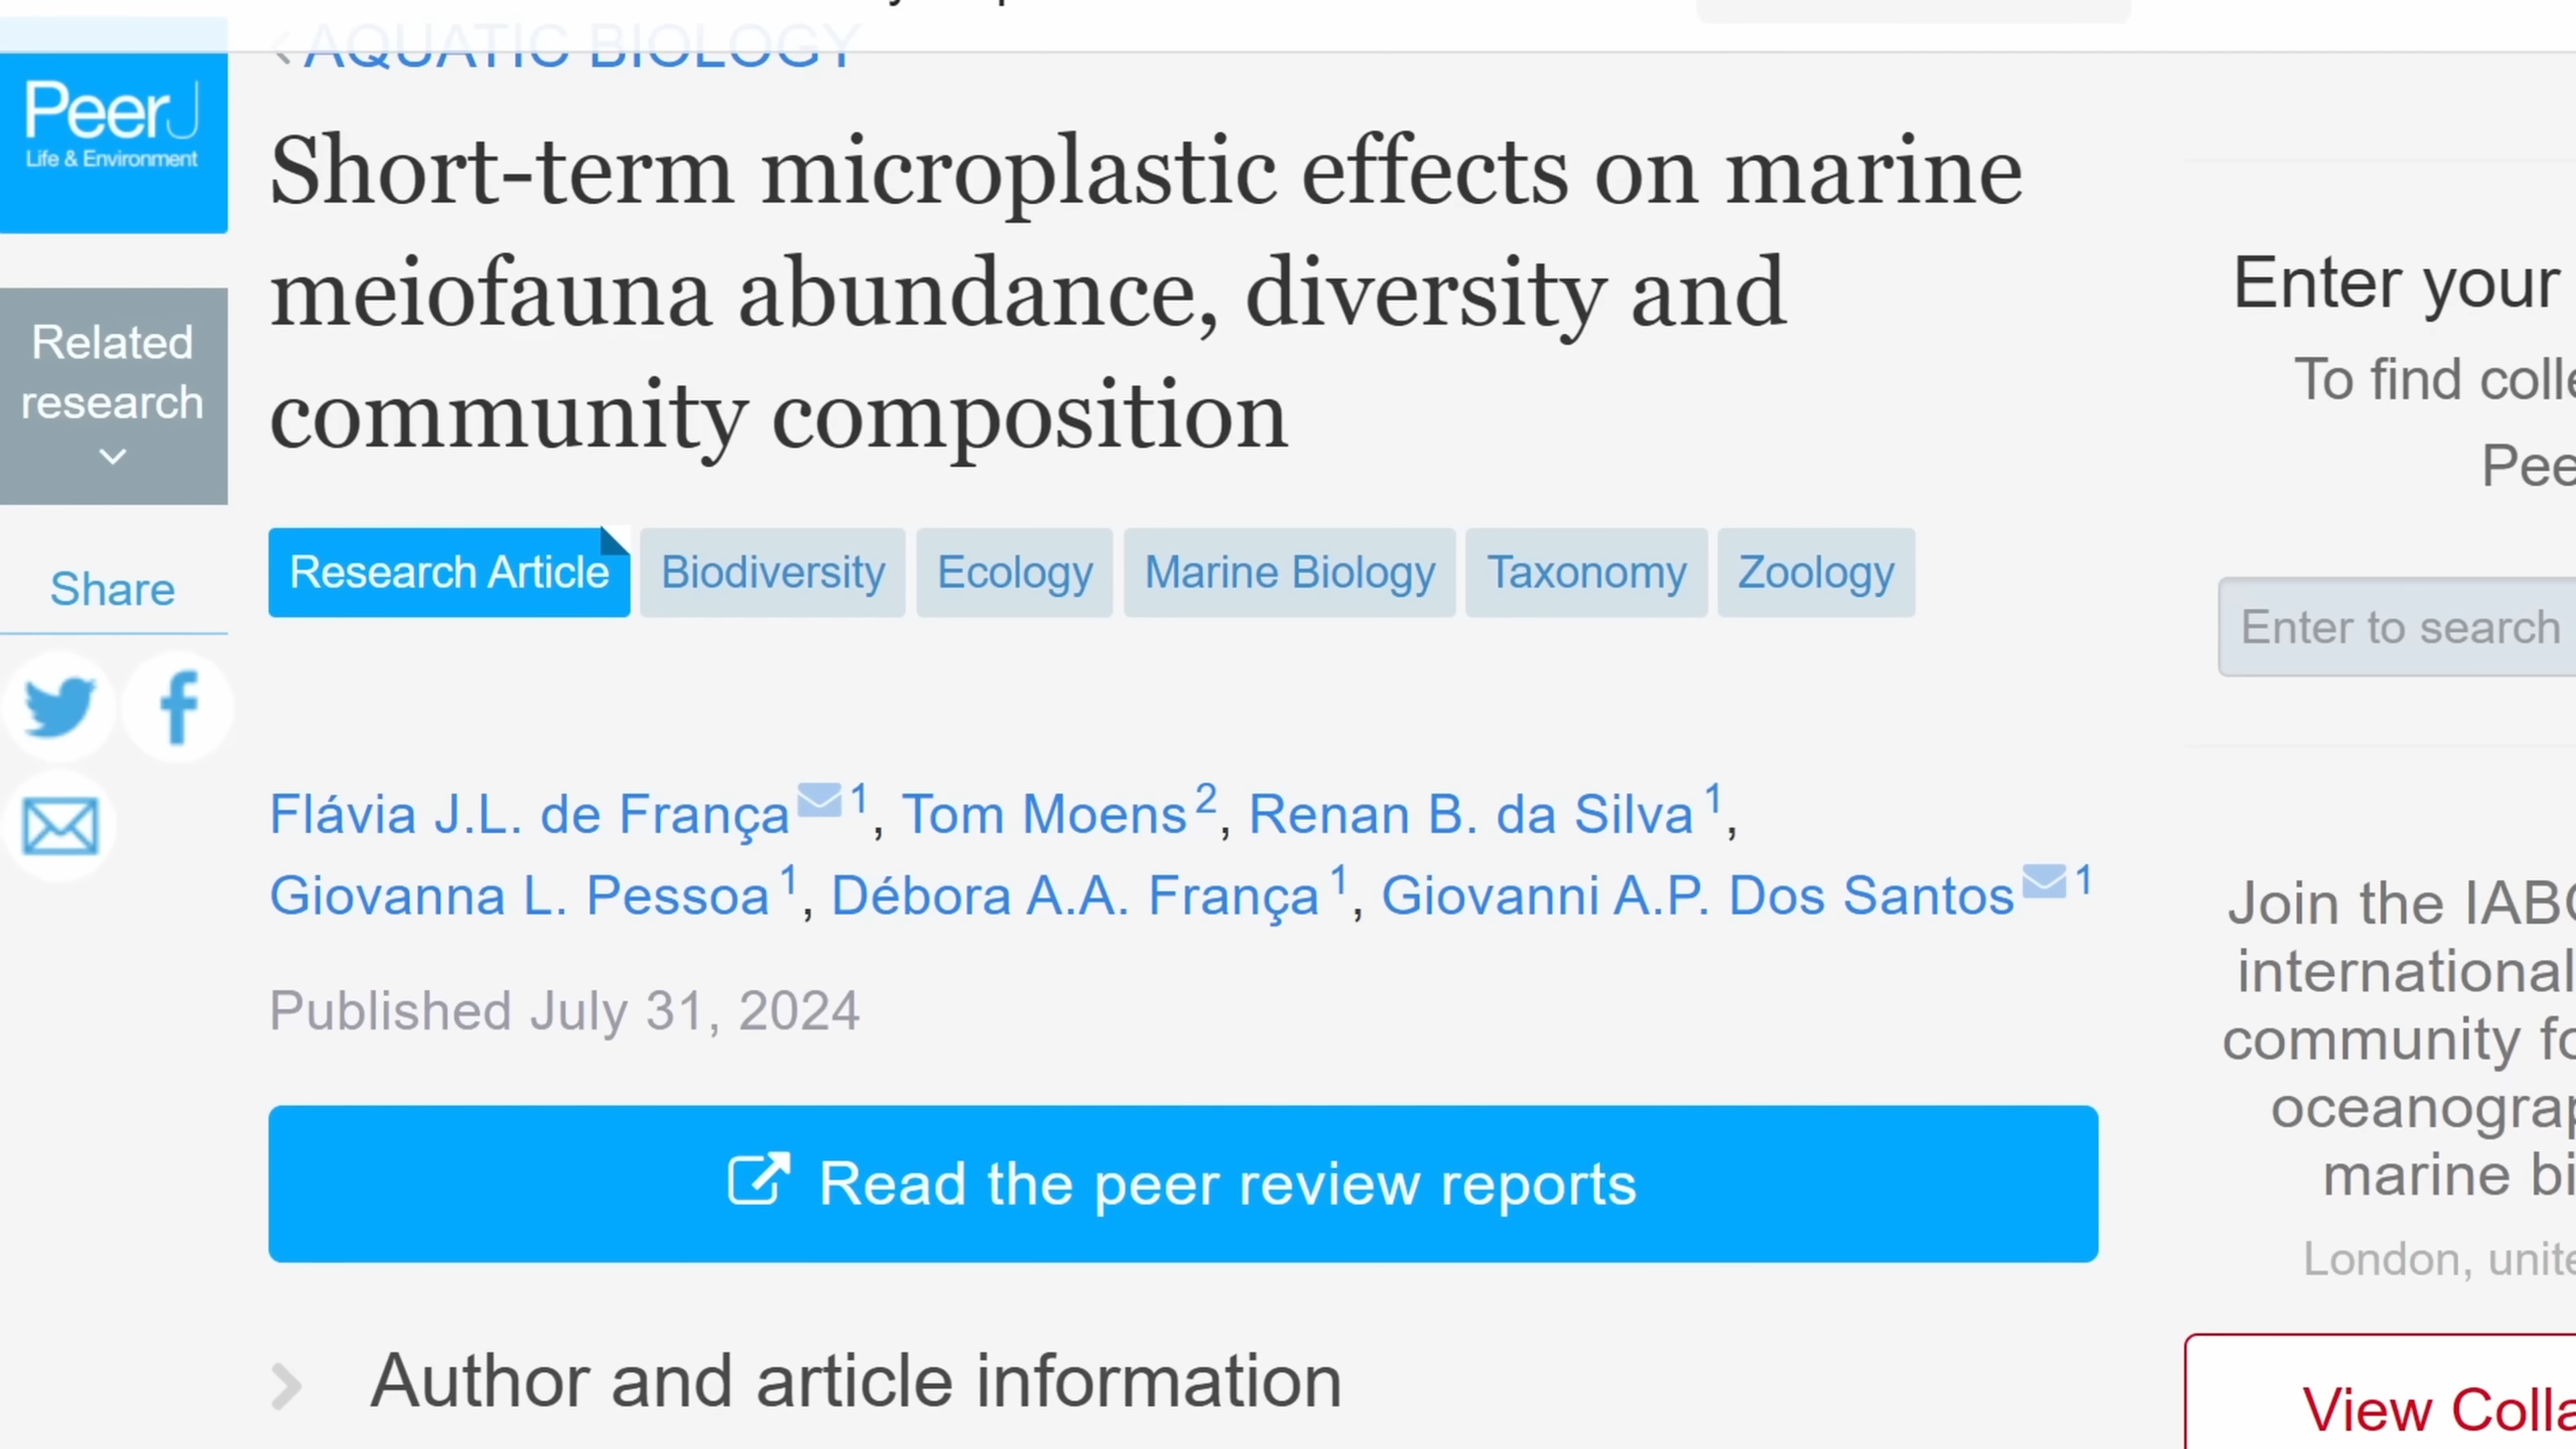 AQUATIC BIOLOGY
PeerJ
Life & Environment
Short-term microplastic effects on marine
meiofauna abundance, diversity and
community composition
Related
research
Research Article
Biodiversity
Ecology
Marine Biology
Taxonomy
Zoology
Share
Flávia J.L. de França 1, Tom Moens 2, Renan B. da Silva 1,
Giovanna L. Pessoa 1, Débora A.A. França 1, Giovanni A.P. Dos Santos 1
Published July 31, 2024
Read the peer review reports
Author and article information
Enter your
To find colle
Pee
Enter to search
Join the IABO
international
community fo
oceanograp
marine bi
London, unite
View Colla